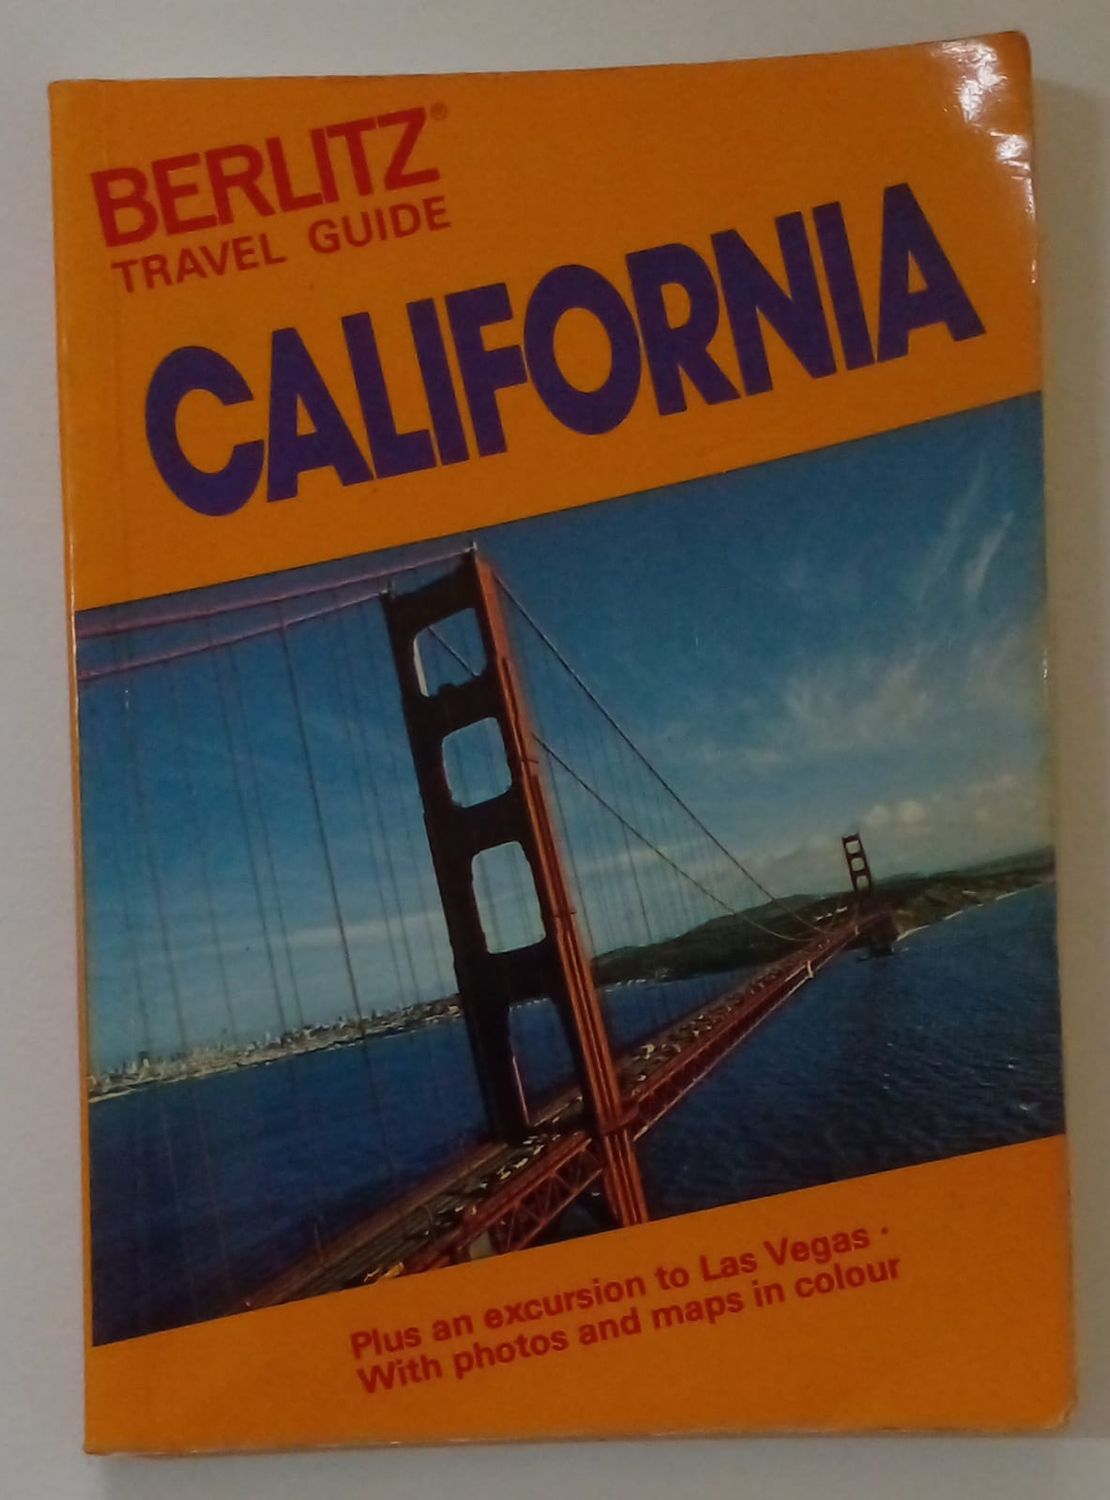 BERLITZ®
TRAVEL GUIDE
CALIFORNIA
Plus an excursion to Las Vegas ·
With photos and maps in colour